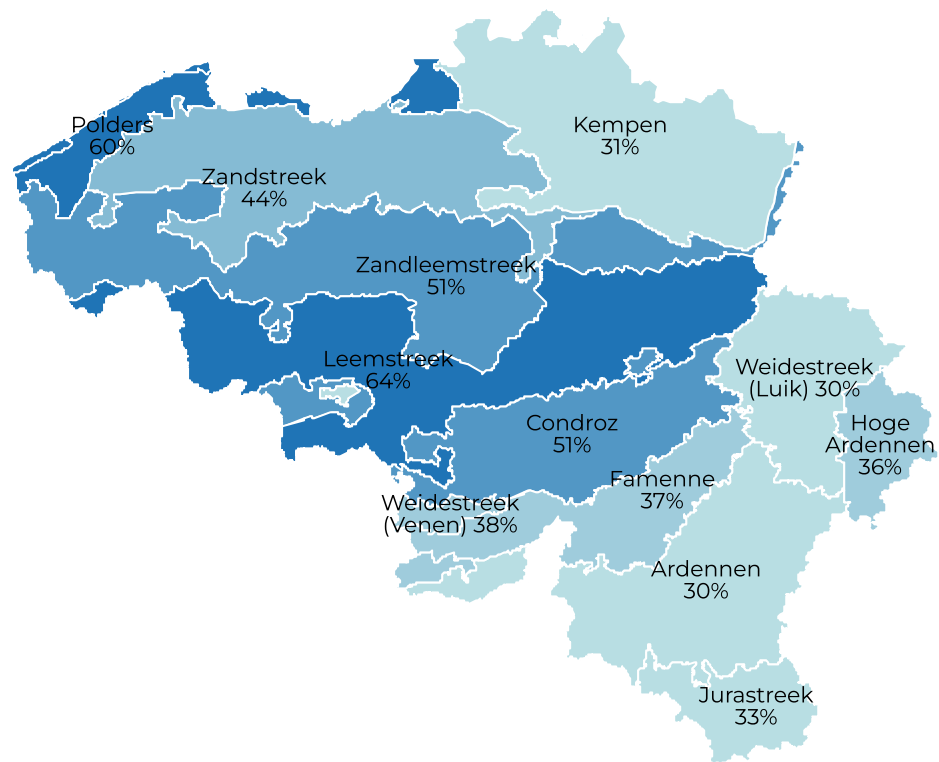 Polders
60%
Kempen
31%
Zandstreek
44%
Zandleemstreek
51%
Leemstreek
64%
Weidestreek
(Luik) 30%
Condroz
51%
Hoge
Ardennen
36%
Famenne
37%
Weidestreek
(Venen) 38%
Ardennen
30%
Jurastreek
33%